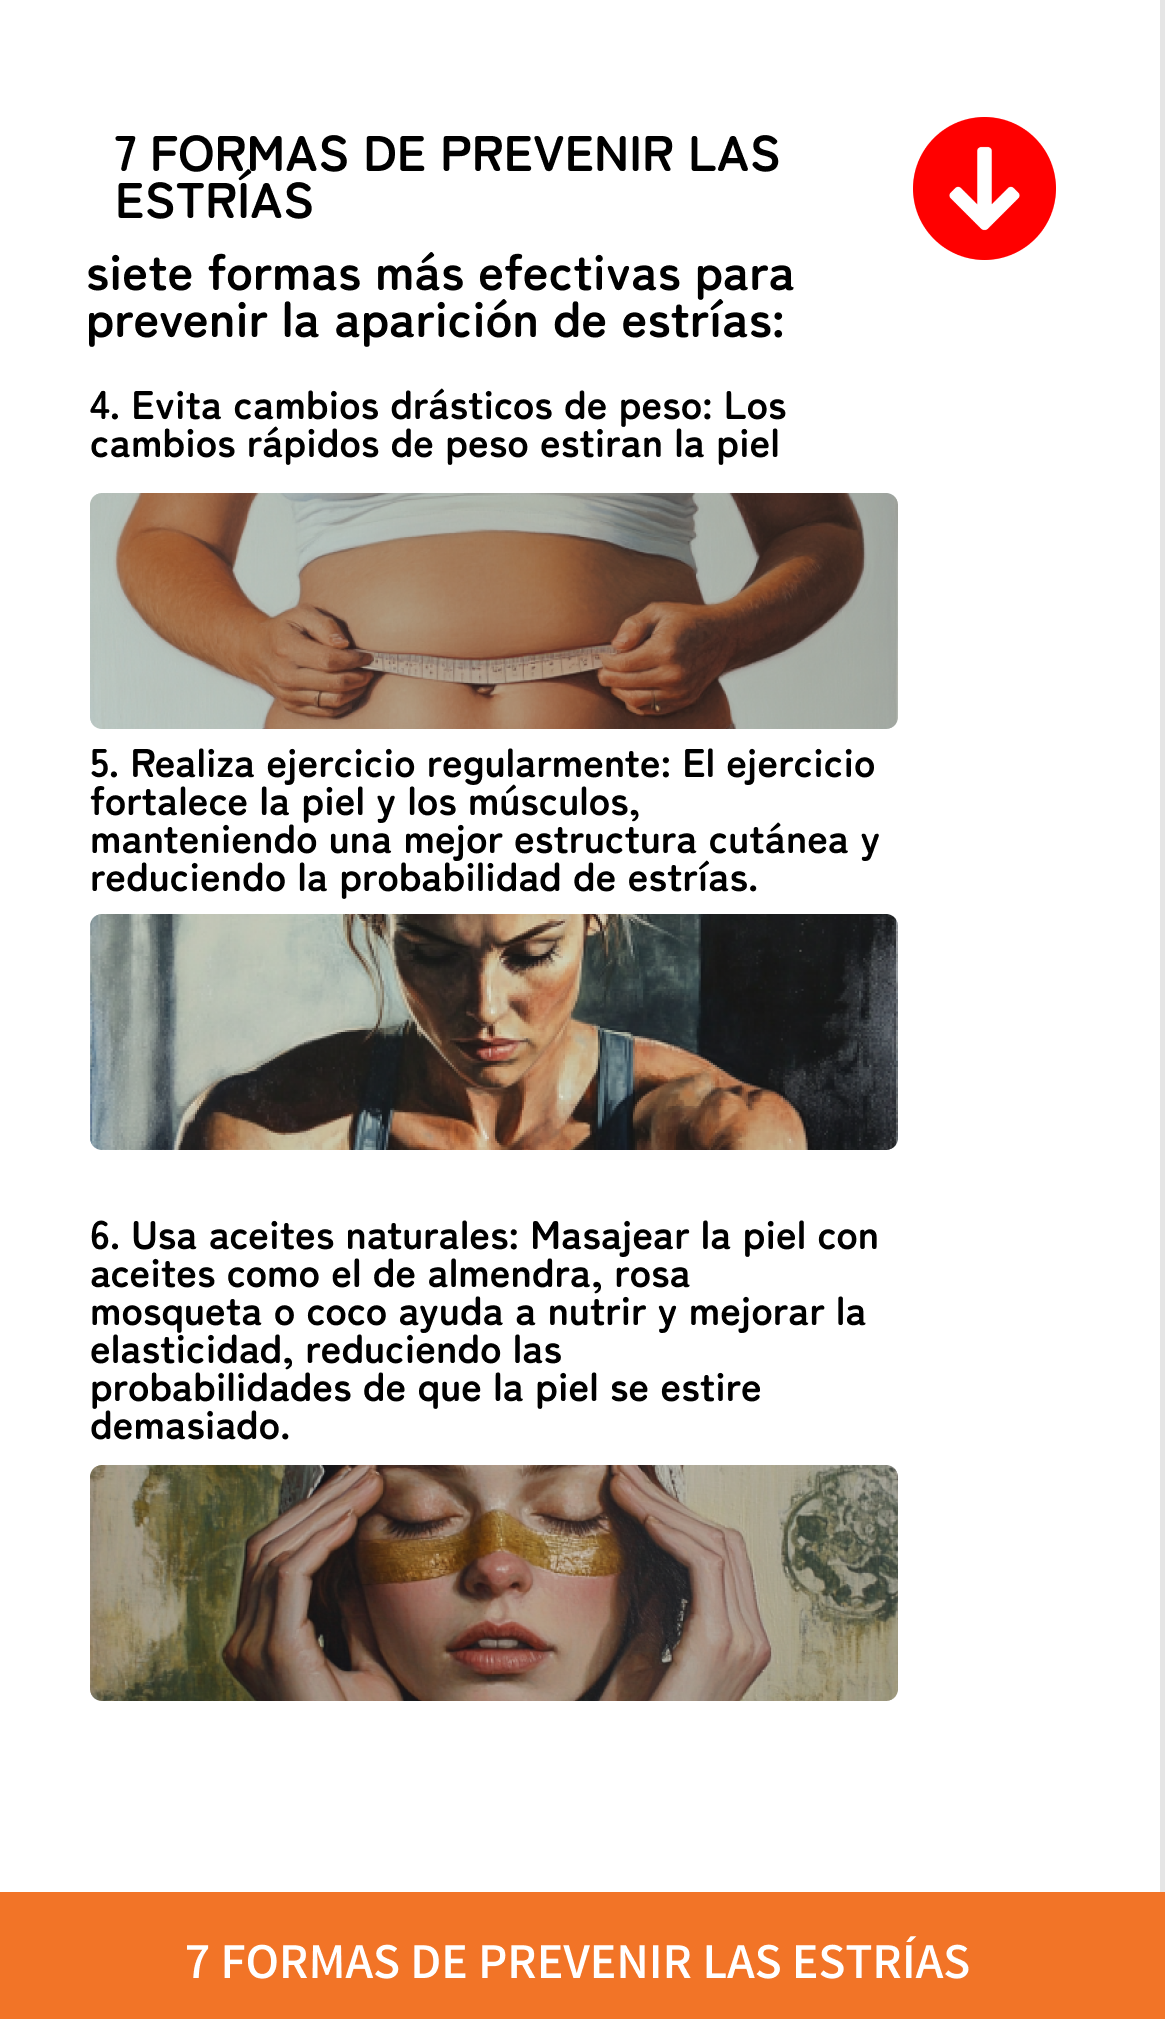 7 FORMAS DE PREVENIR LAS
ESTRÍAS
siete formas más efectivas para
prevenir la aparición de estrías:
4. Evita cambios drásticos de peso: Los
cambios rápidos de peso estiran la piel
5. Realiza ejercicio regularmente: El ejercicio
fortalece la piel y los músculos,
manteniendo una mejor estructura cutánea y
reduciendo la probabilidad de estrías.
6. Usa aceites naturales: Masajear la piel con
aceites como el de almendra, rosa
mosqueta o coco ayuda a nutrir y mejorar la
elasticidad, reduciendo las
probabilidades de que la piel se estire
demasiado.
7 FORMAS DE PREVENIR LAS ESTRÍAS